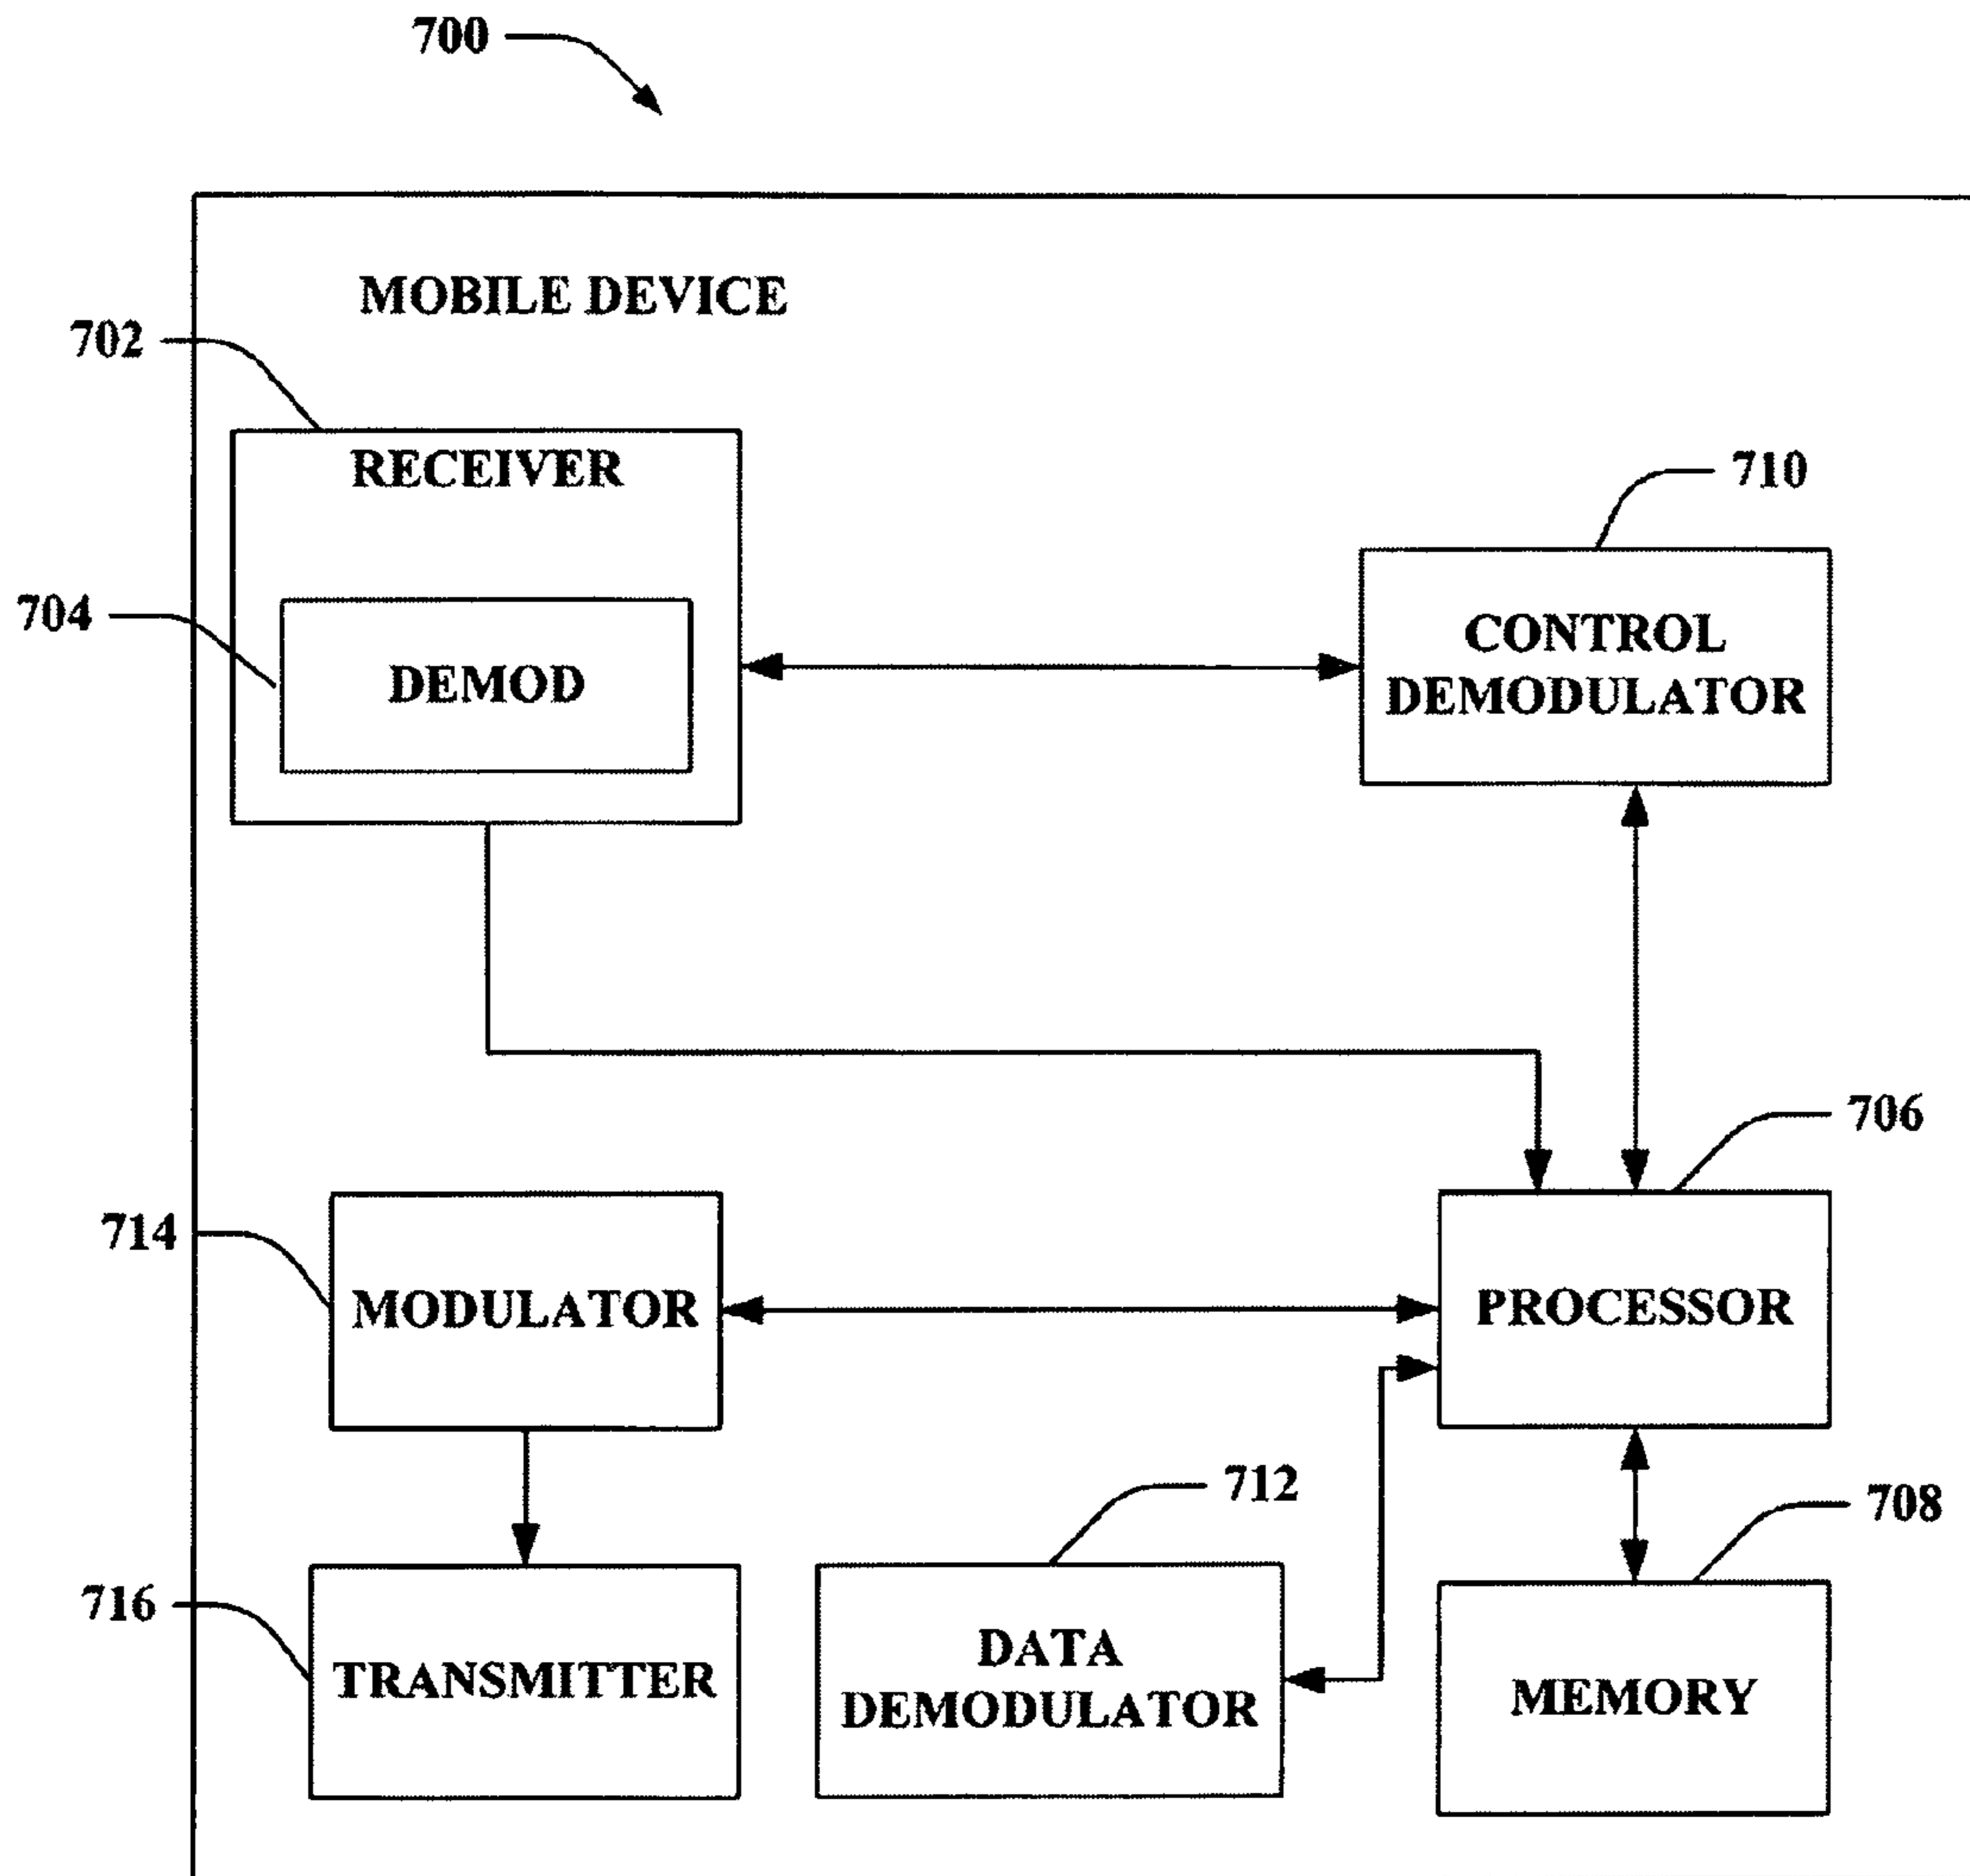 700
MOBILE DEVICE
702
RECEIVER
710
704
DEMOD
CONTROL
DEMODULATOR
706
714
MODULATOR
PROCESSOR
712
708
716
TRANSMITTER
DATA
DEMODULATOR
MEMORY